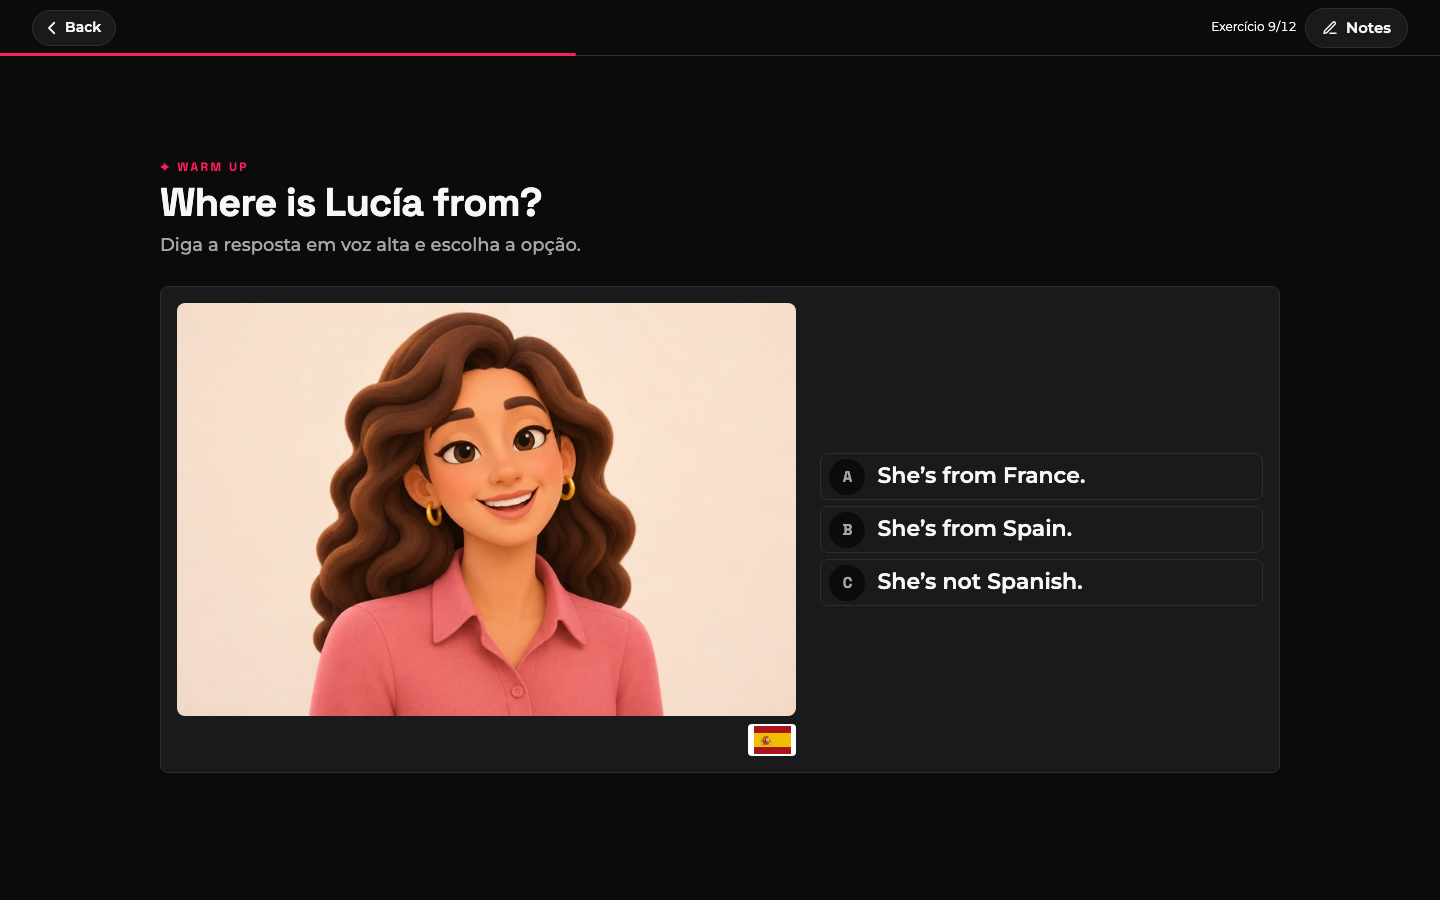 Back
Exercício 9/12
Notes
✦ WARM UP
Where is Lucía from?
Diga a resposta em voz alta e escolha a opção.
A She’s from France.
B She’s from Spain.
C She’s not Spanish.